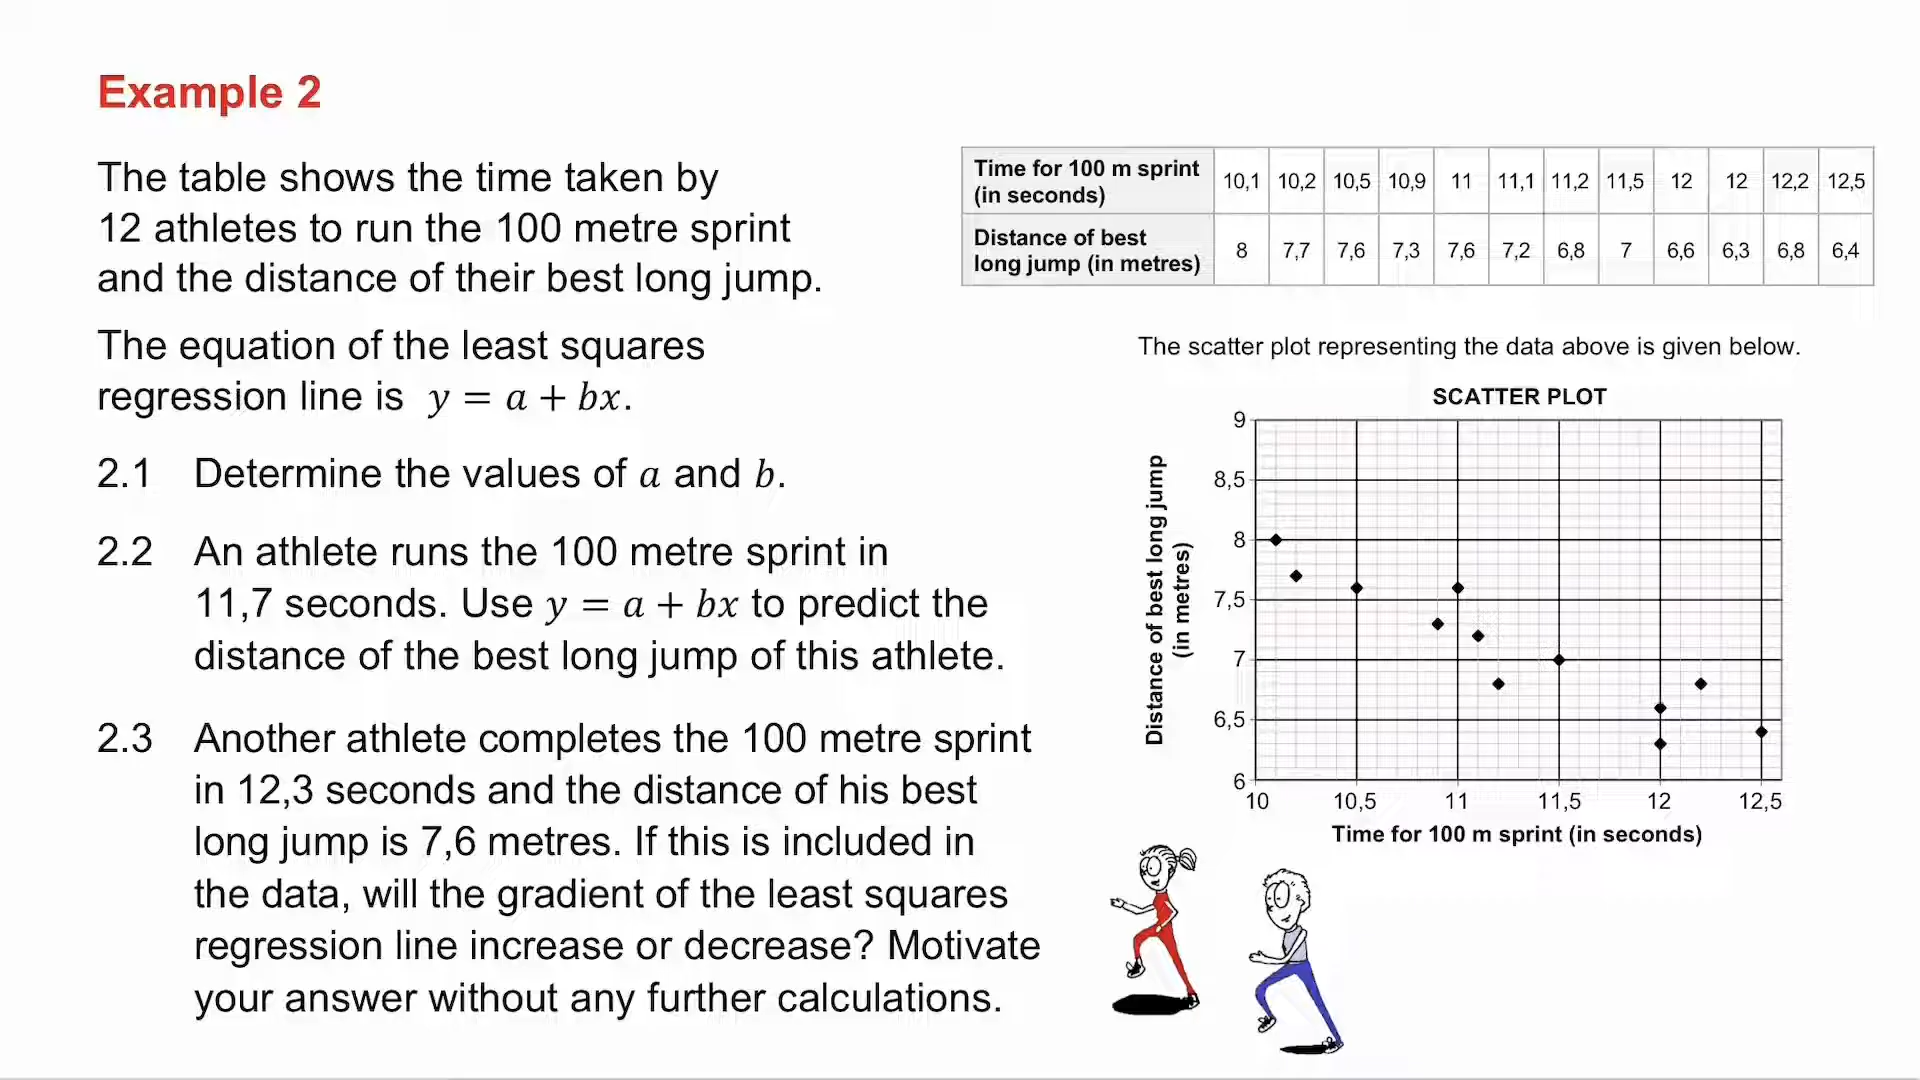 Example 2
The table shows the time taken by
12 athletes to run the 100 metre sprint
and the distance of their best long jump.
The equation of the least squares
regression line is y = a + bx.
2.1 Determine the values of a and b.
2.2 An athlete runs the 100 metre sprint in
11,7 seconds. Use y = a + bx to predict the
distance of the best long jump of this athlete.
2.3 Another athlete completes the 100 metre sprint
in 12,3 seconds and the distance of his best
long jump is 7,6 metres. If this is included in
the data, will the gradient of the least squares
regression line increase or decrease? Motivate
your answer without any further calculations.
Time for 100 m sprint
(in seconds) 10,1 10,2 10,5 10,9 11 11,1 11,2 11,5 12 12 12,2 12,5
Distance of best
long jump (in metres) 8 7,7 7,6 7,3 7,6 7,2 6,8 7 6,6 6,3 6,8 6,4
The scatter plot representing the data above is given below.
SCATTER PLOT
Distance of best long jump
(in metres)
9
8,5
8
7,5
7
6,5
6
10 10,5 11 11,5 12 12,5
Time for 100 m sprint (in seconds)